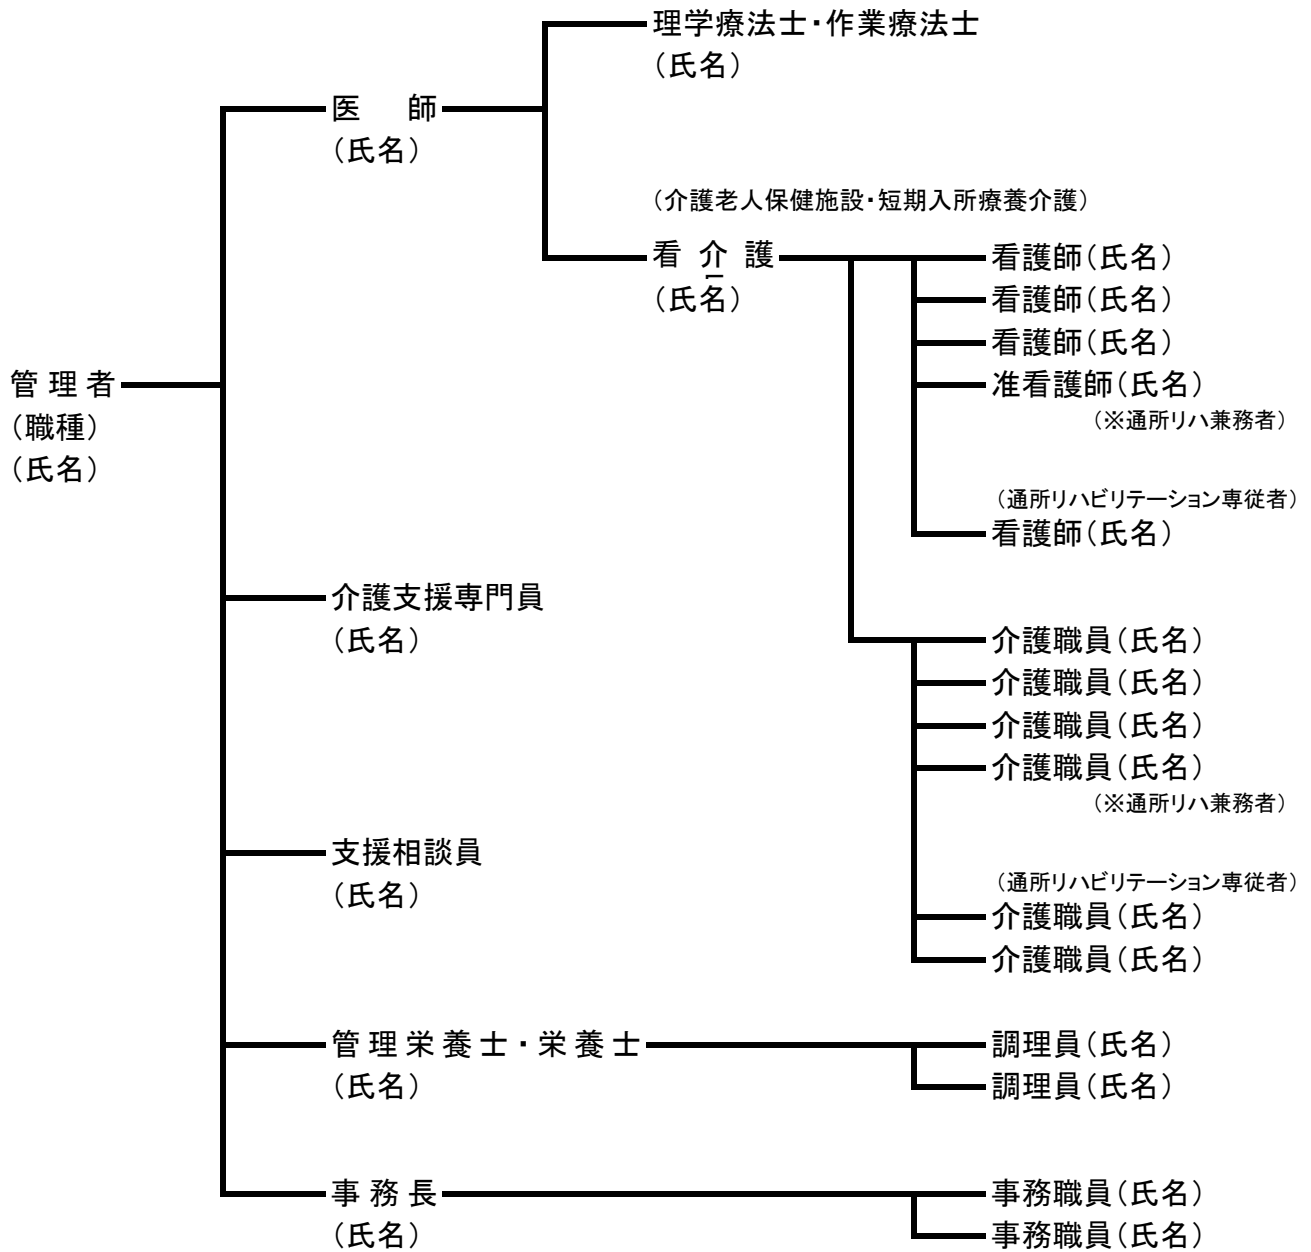 理学療法士・作業療法士
（氏名）
医　師
（氏名）
（介護老人保健施設・短期入所療養介護）
看 介 護
（氏名）
看護師（氏名）
看護師（氏名）
看護師（氏名）
准看護師（氏名）
（※通所リハ兼務者）
（通所リハビリテーション専従者）
看護師（氏名）
管 理 者
（職種）
（氏名）
介護支援専門員
（氏名）
介護職員（氏名）
介護職員（氏名）
介護職員（氏名）
介護職員（氏名）
（※通所リハ兼務者）
（通所リハビリテーション専従者）
介護職員（氏名）
介護職員（氏名）
支援相談員
（氏名）
管 理 栄 養 士 ・ 栄 養 士
（氏名）
調理員（氏名）
調理員（氏名）
事 務 長
（氏名）
事務職員（氏名）
事務職員（氏名）